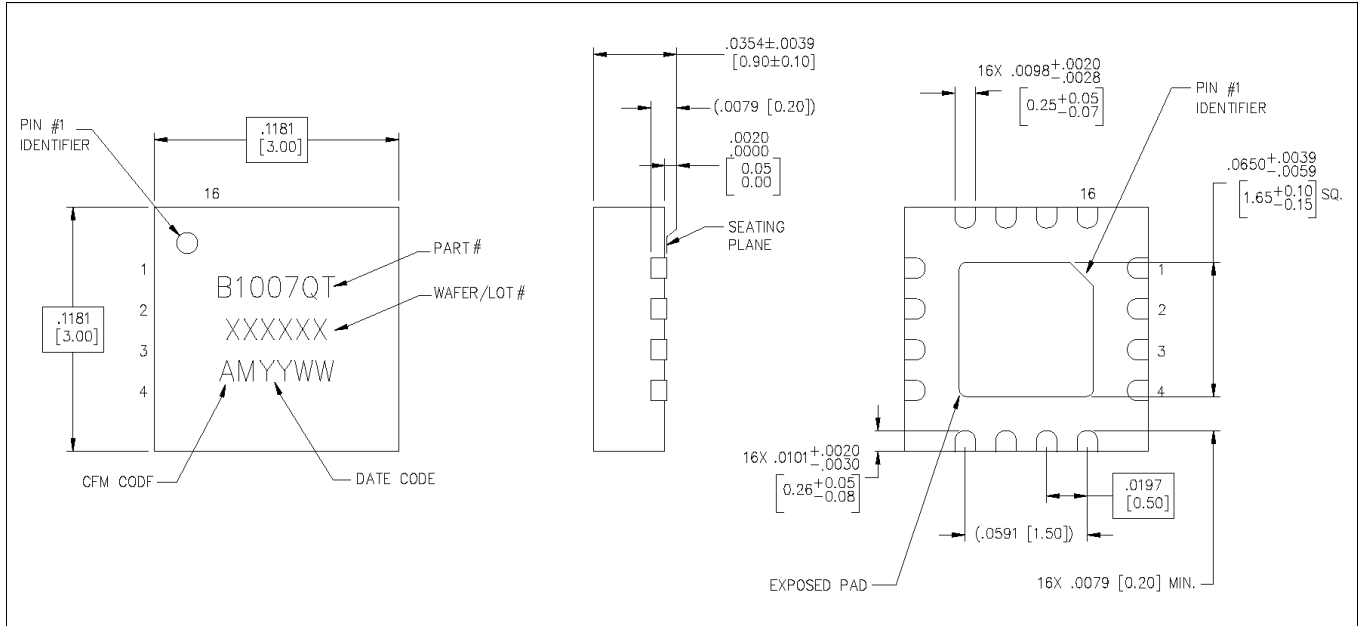 PIN #1
IDENTIFIER
.1181
[3.00]
16
1
2
3
4
.1181
[3.00]
B1007QT
XXXXXX
AMYYWW
PART#
WAFER/LOT#
CFM CODF
DATE CODE
.0354±.0039
[0.90±0.10]
(.0079 [0.20])
.0020
.0000
[0.05
0.00]
SEATING
PLANE
16X .0098+.0020
-.0028
[0.25+0.05
-0.07]
PIN #1
IDENTIFIER
.0650+.0039
-.0059
[1.65+0.10
-0.15] SQ.
16
1
2
3
4
16X .0101+.0020
-.0030
[0.26+0.05
-0.08]
.0197
[0.50]
(.0591 [1.50])
EXPOSED PAD
16X .0079 [0.20] MIN.